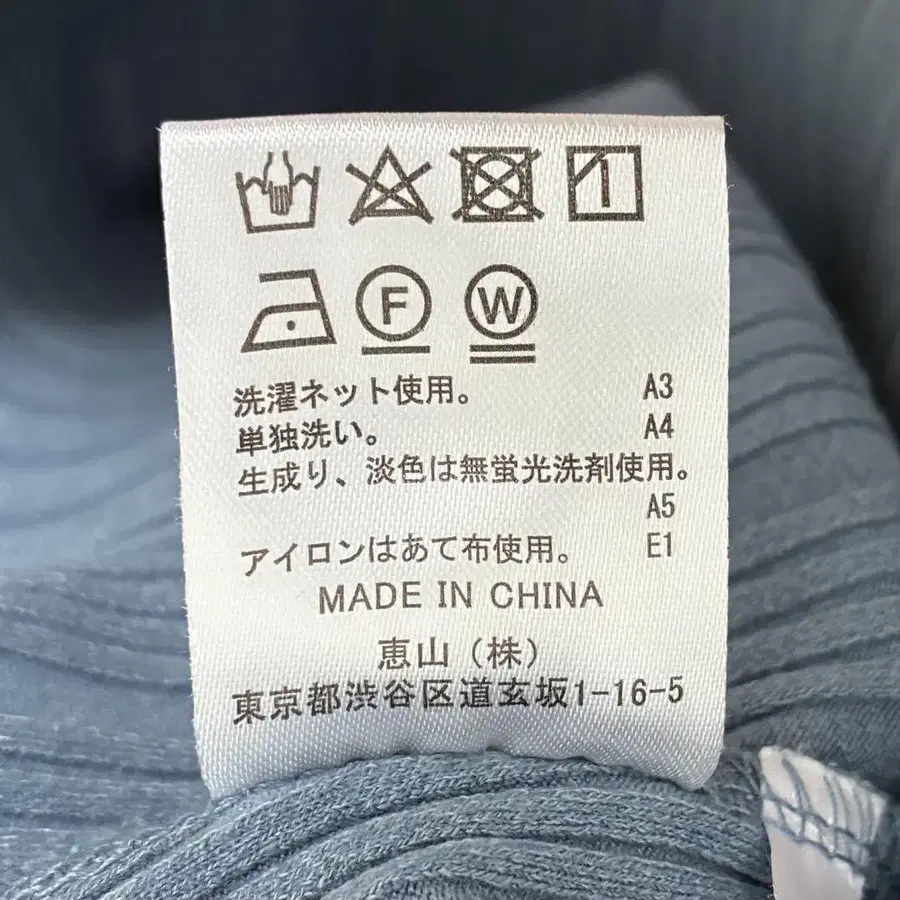 F W
洗濯ネット使用。 A3
単独洗い。 A4
生成り、淡色は無蛍光洗剤使用。
A5
アイロンはあて布使用。 E1
MADE IN CHINA
恵山（株）
東京都渋谷区道玄坂1-16-5